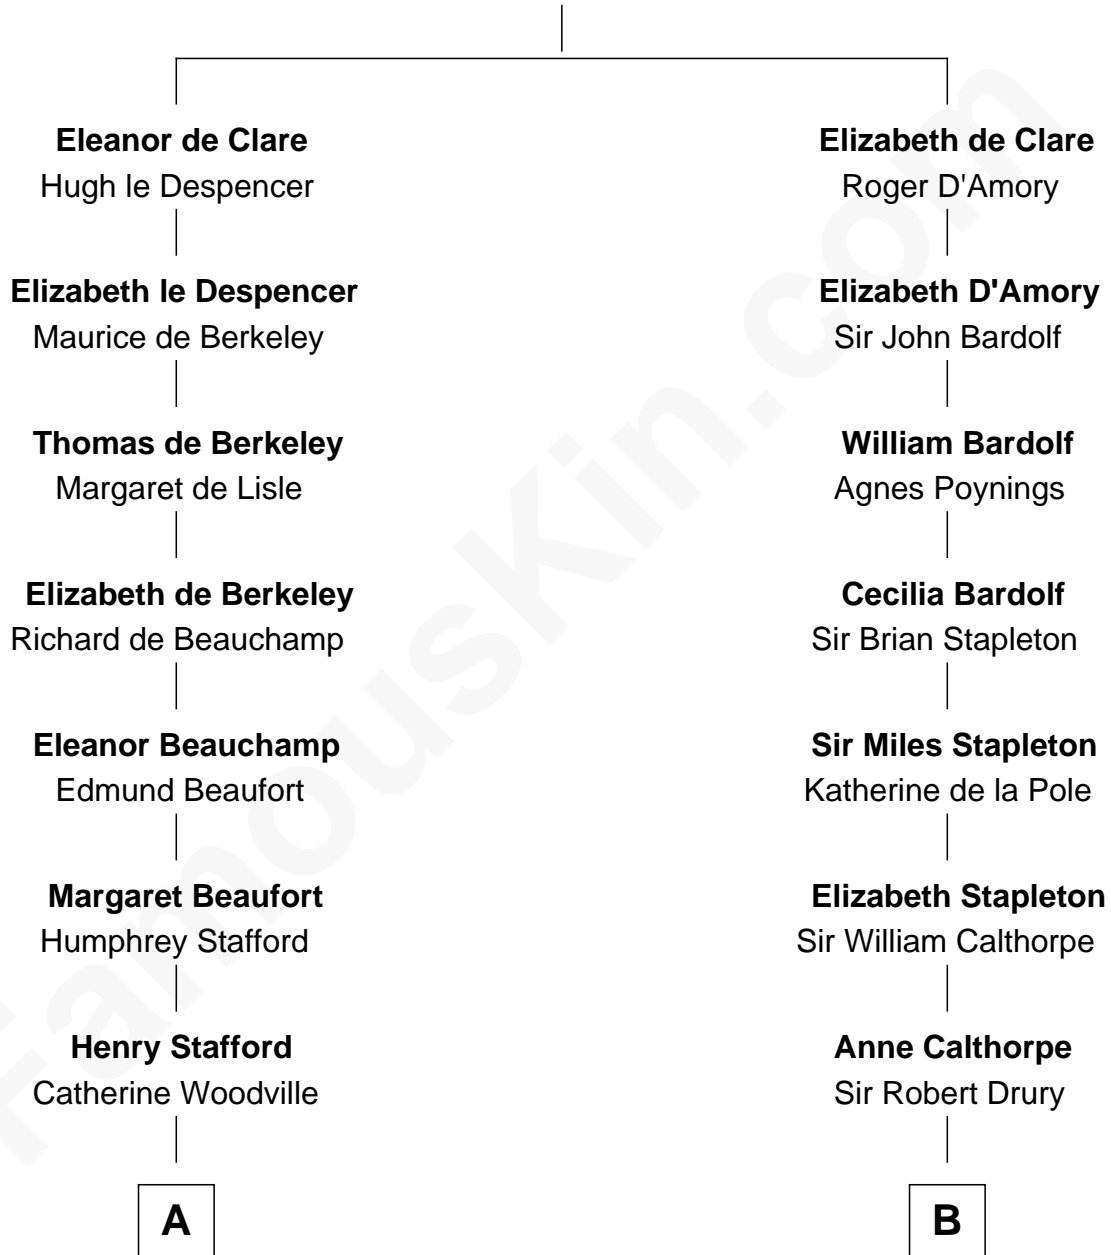 Eleanor de Clare
Hugh le Despencer
Elizabeth de Clare
Roger D'Amory
Elizabeth le Despencer
Maurice de Berkeley
Elizabeth D'Amory
Sir John Bardolf
Thomas de Berkeley
Margaret de Lisle
William Bardolf
Agnes Poynings
Elizabeth de Berkeley
Richard de Beauchamp
Cecilia Bardolf
Sir Brian Stapleton
Eleanor Beauchamp
Edmund Beaufort
Sir Miles Stapleton
Katherine de la Pole
Margaret Beaufort
Humphrey Stafford
Elizabeth Stapleton
Sir William Calthorpe
Henry Stafford
Catherine Woodville
Anne Calthorpe
Sir Robert Drury
A
B
FamousKin.com